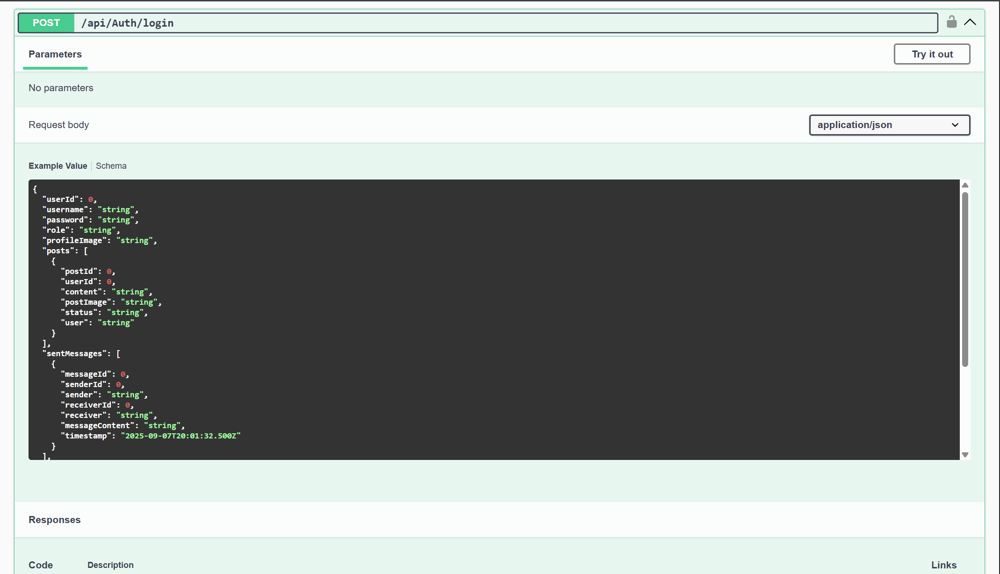 POST /api/Auth/login
Parameters
Try it out
No parameters
Request body
application/json
Example Value
Schema
{
  "userId": 0,
  "username": "string",
  "password": "string",
  "role": "string",
  "profileImage": "string",
  "posts": [
    {
      "postId": 0,
      "userId": 0,
      "content": "string",
      "postImage": "string",
      "status": "string",
      "user": "string"
    }
  ],
  "sentMessages": [
    {
      "messageId": 0,
      "senderId": 0,
      "sender": "string",
      "receiverId": 0,
      "receiver": "string",
      "messageContent": "string",
      "timestamp": "2025-09-07T20:01:32.500Z"
    }
  ],
Responses
Code
Description
Links